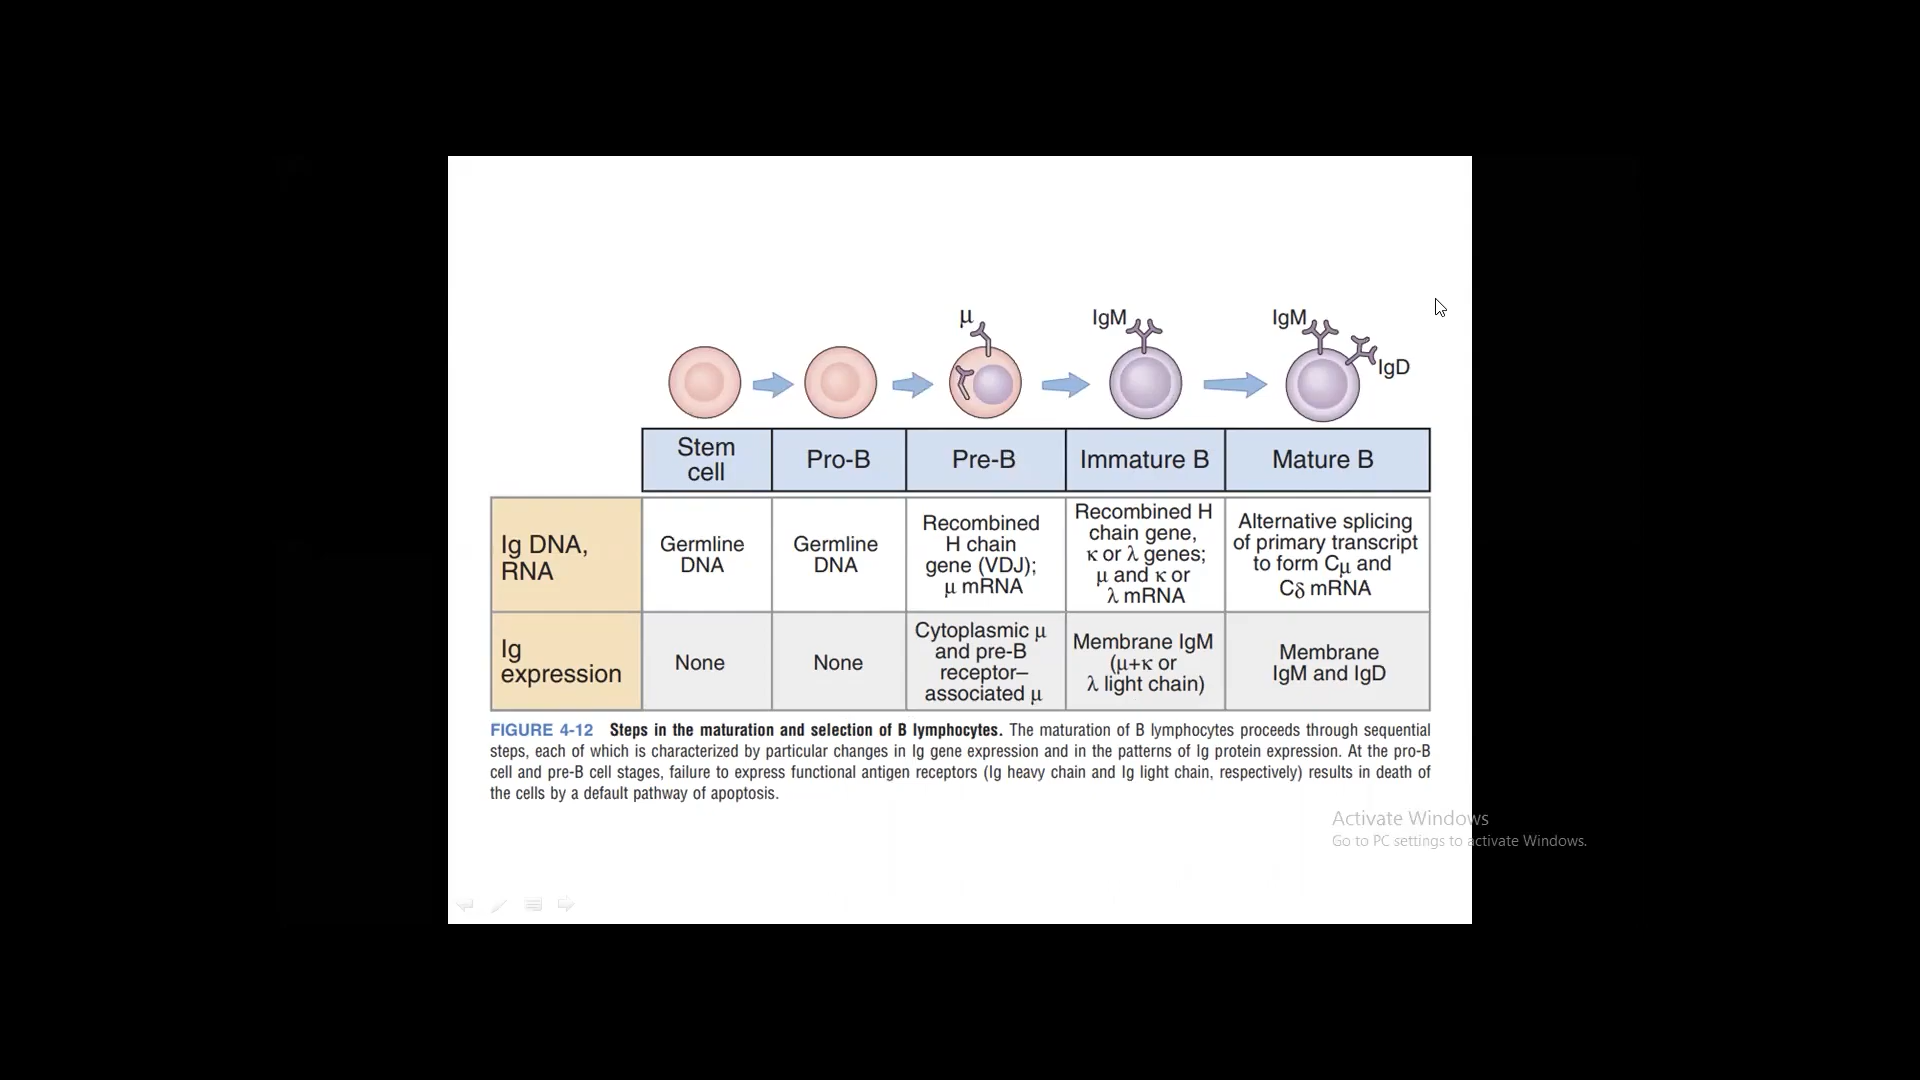 μ
IgM
IgM
IgD
Stem
cell
Pro-B
Pre-B
Immature B
Mature B
Ig DNA,
RNA
Germline
DNA
Germline
DNA
Recombined
H chain
gene (VDJ);
μ mRNA
Recombined H
chain gene,
κ or λ genes;
μ and κ or
λ mRNA
Alternative splicing
of primary transcript
to form Cμ and
Cδ mRNA
Ig
expression
None
None
Cytoplasmic μ
and pre-B
receptor–
associated μ
Membrane IgM
(μ+κ or
λ light chain)
Membrane
IgM and IgD
FIGURE 4-12 Steps in the maturation and selection of B lymphocytes. The maturation of B lymphocytes proceeds through sequential
steps, each of which is characterized by particular changes in Ig gene expression and in the patterns of Ig protein expression. At the pro-B
cell and pre-B cell stages, failure to express functional antigen receptors (Ig heavy chain and Ig light chain, respectively) results in death of
the cells by a default pathway of apoptosis.
Activate Windows
Go to PC settings to activate Windows.